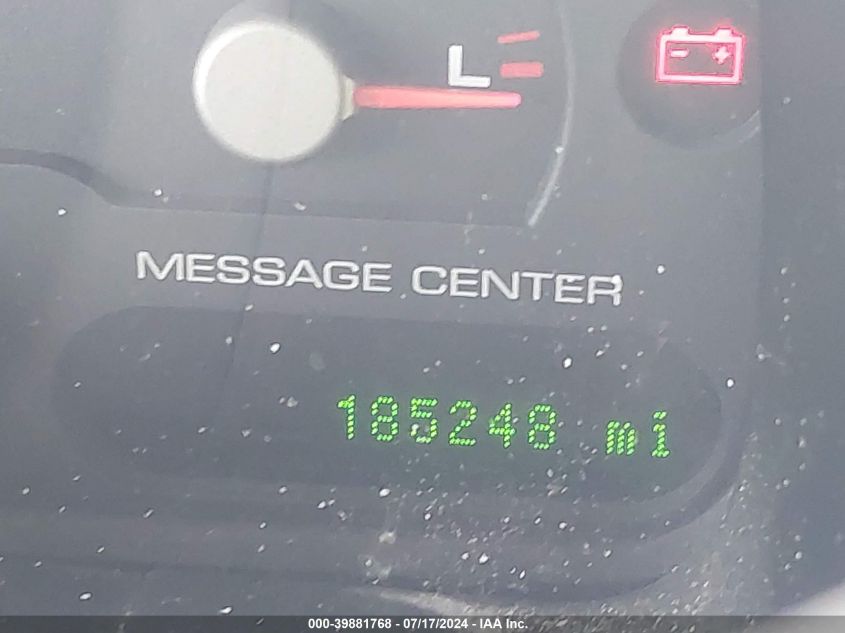 L
MESSAGE CENTER
185248 mi
000-39881768 - 07/17/2024 - IAA Inc.